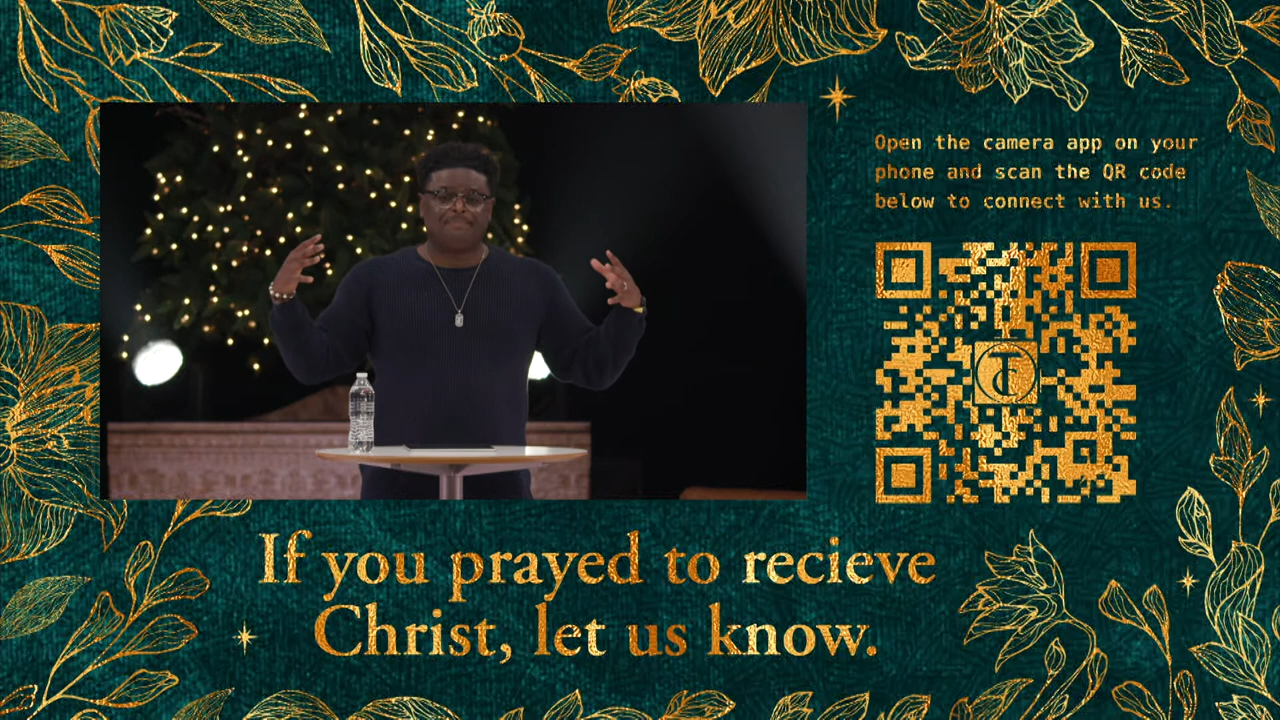 Open the camera app on your
phone and scan the QR code
below to connect with us.
If you prayed to recieve
Christ, let us know.